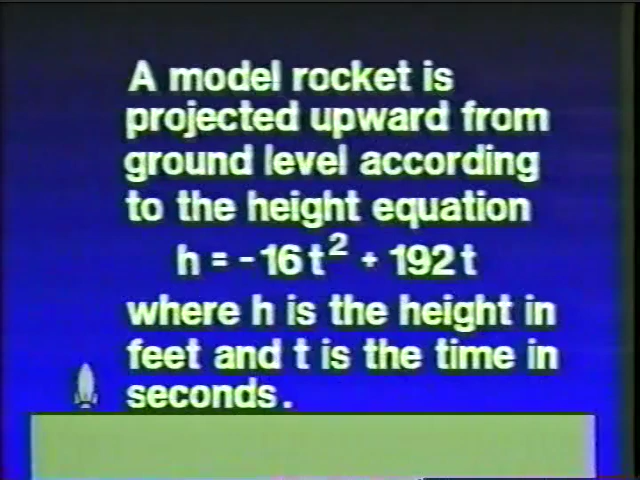 A model rocket is
projected upward from
ground level according
to the height equation
h = -16t² + 192t
where h is the height in
feet and t is the time in
seconds.